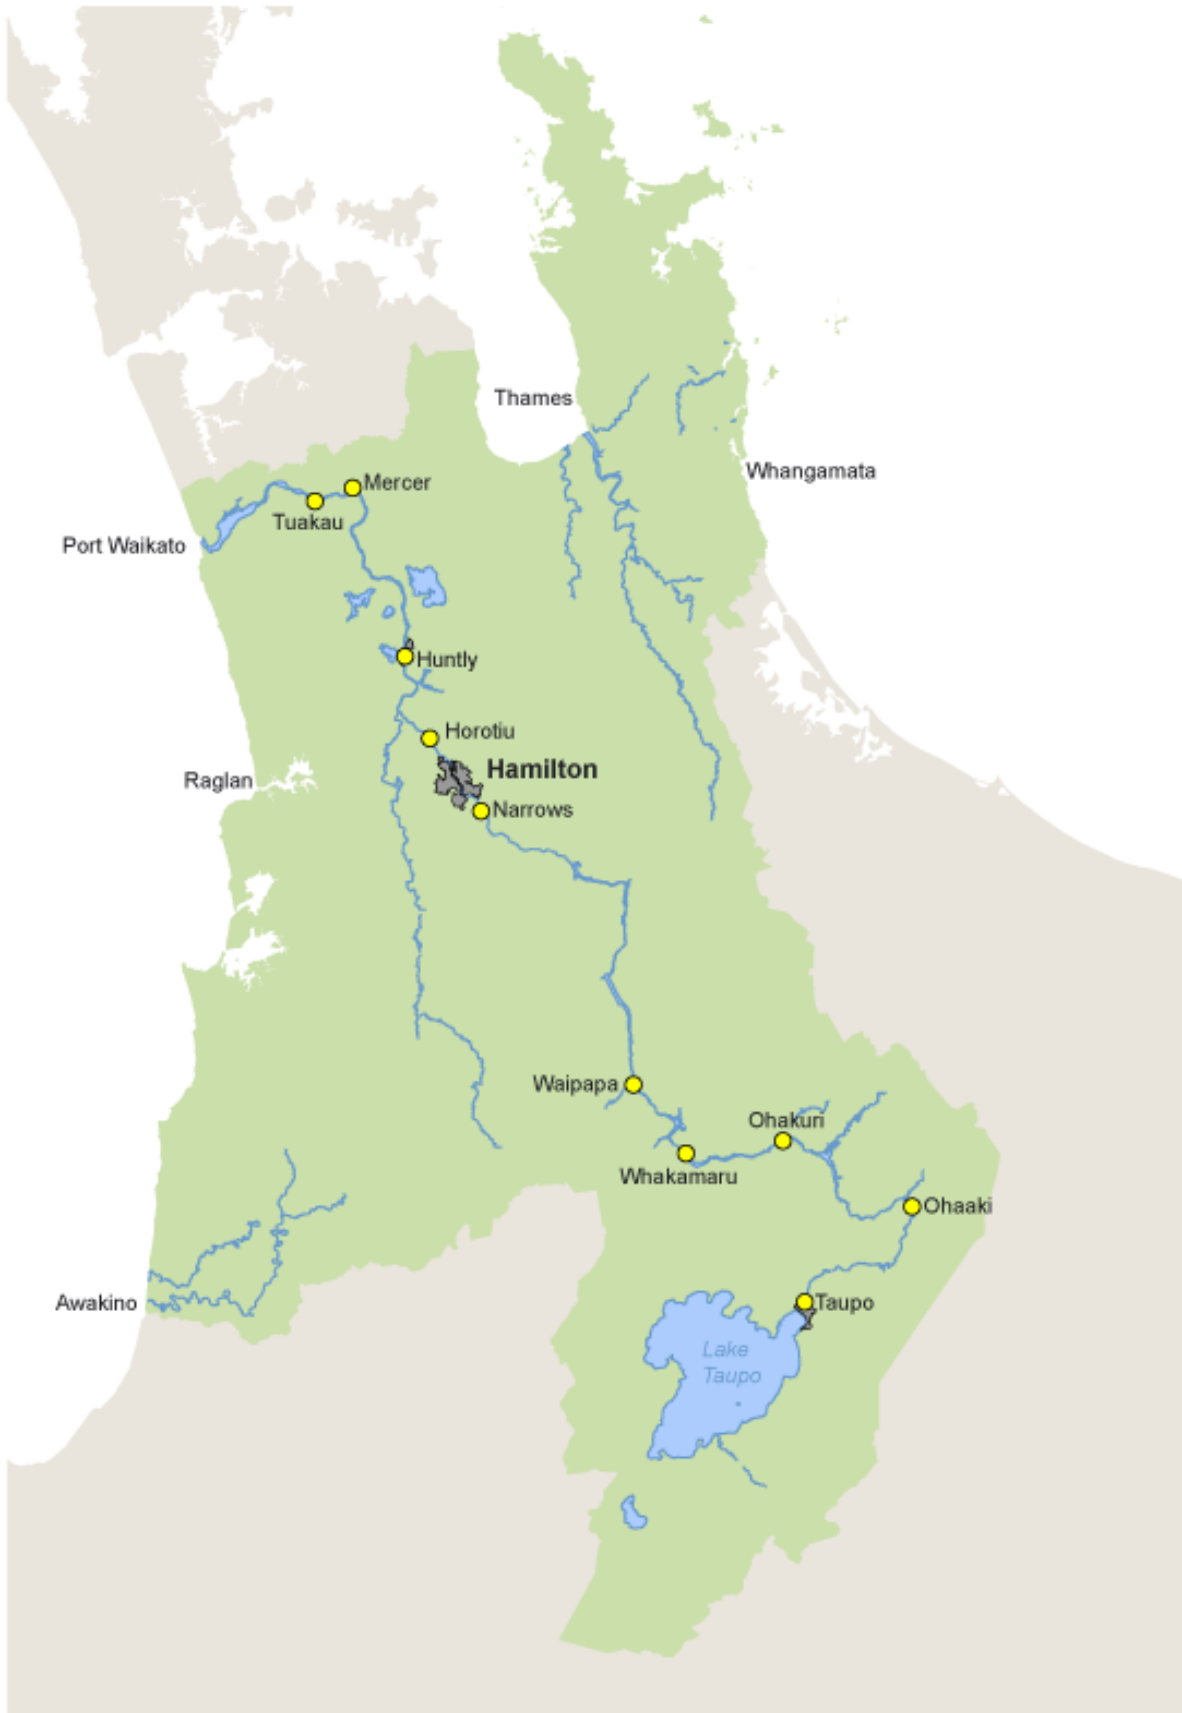 Thames
Whangamata
Mercer
Tuakau
Port Waikato
Huntly
Horotiu
Hamilton
Raglan
Narrows
Waipapa
Ohakuri
Whakamaru
Ohaaki
Awakino
Taupo
Lake
Taupo